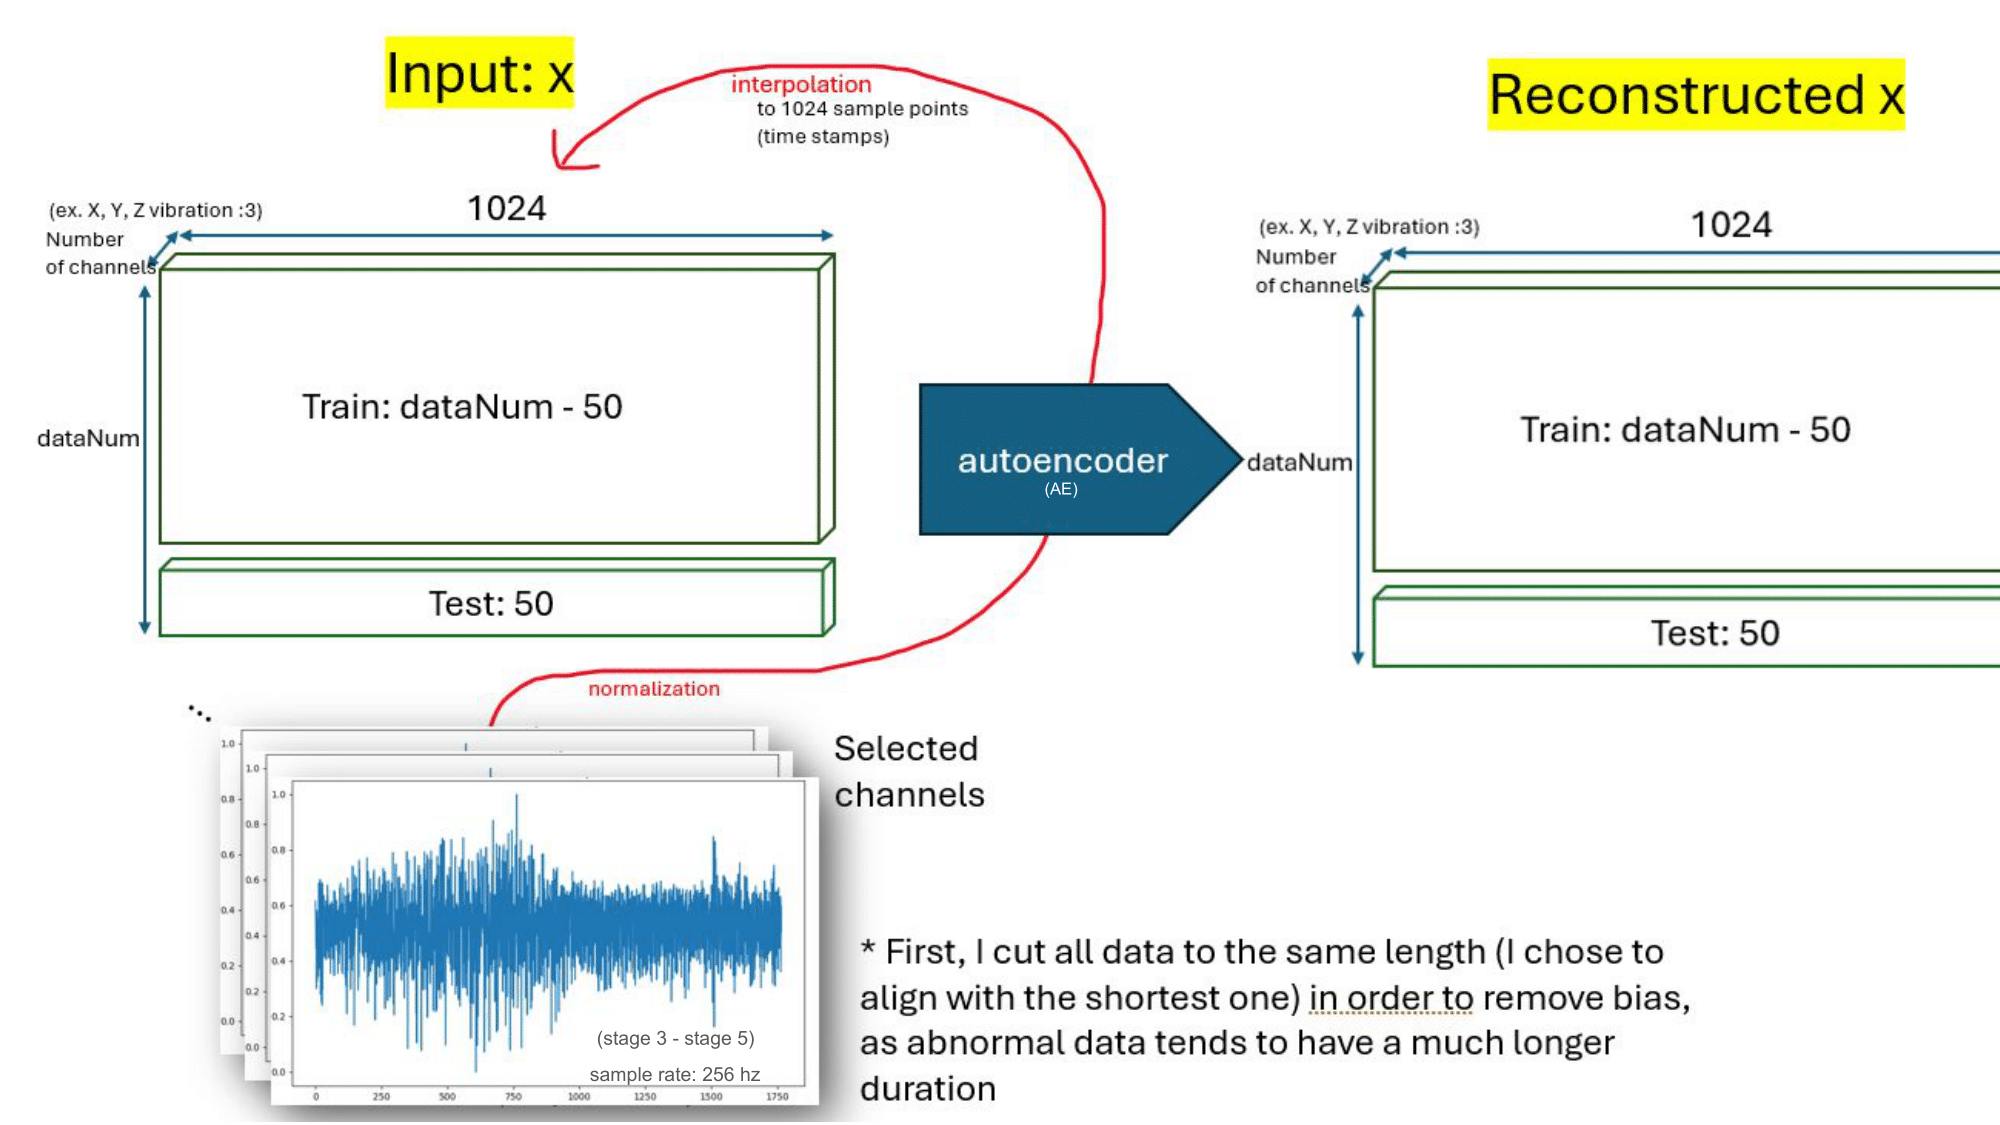 Input: x
interpolation
to 1024 sample points
(time stamps)
Reconstructed x
(ex. X, Y, Z vibration :3)
Number
of channels
1024
Train: dataNum - 50
dataNum
Test: 50
autoencoder
(AE)
(ex. X, Y, Z vibration :3)
Number
of channels
1024
Train: dataNum - 50
dataNum
Test: 50
normalization
...
Selected
channels
1.0
0.8
0.6
0.4
0.2
0.0
1.0
0.8
0.6
0.4
0.2
0.0
1.0
0.8
0.6
0.4
0.2
0.0
(stage 3 - stage 5)
sample rate: 256 hz
0 250 500 750 1000 1250 1500 1750
* First, I cut all data to the same length (I chose to
align with the shortest one) in order to remove bias,
as abnormal data tends to have a much longer
duration